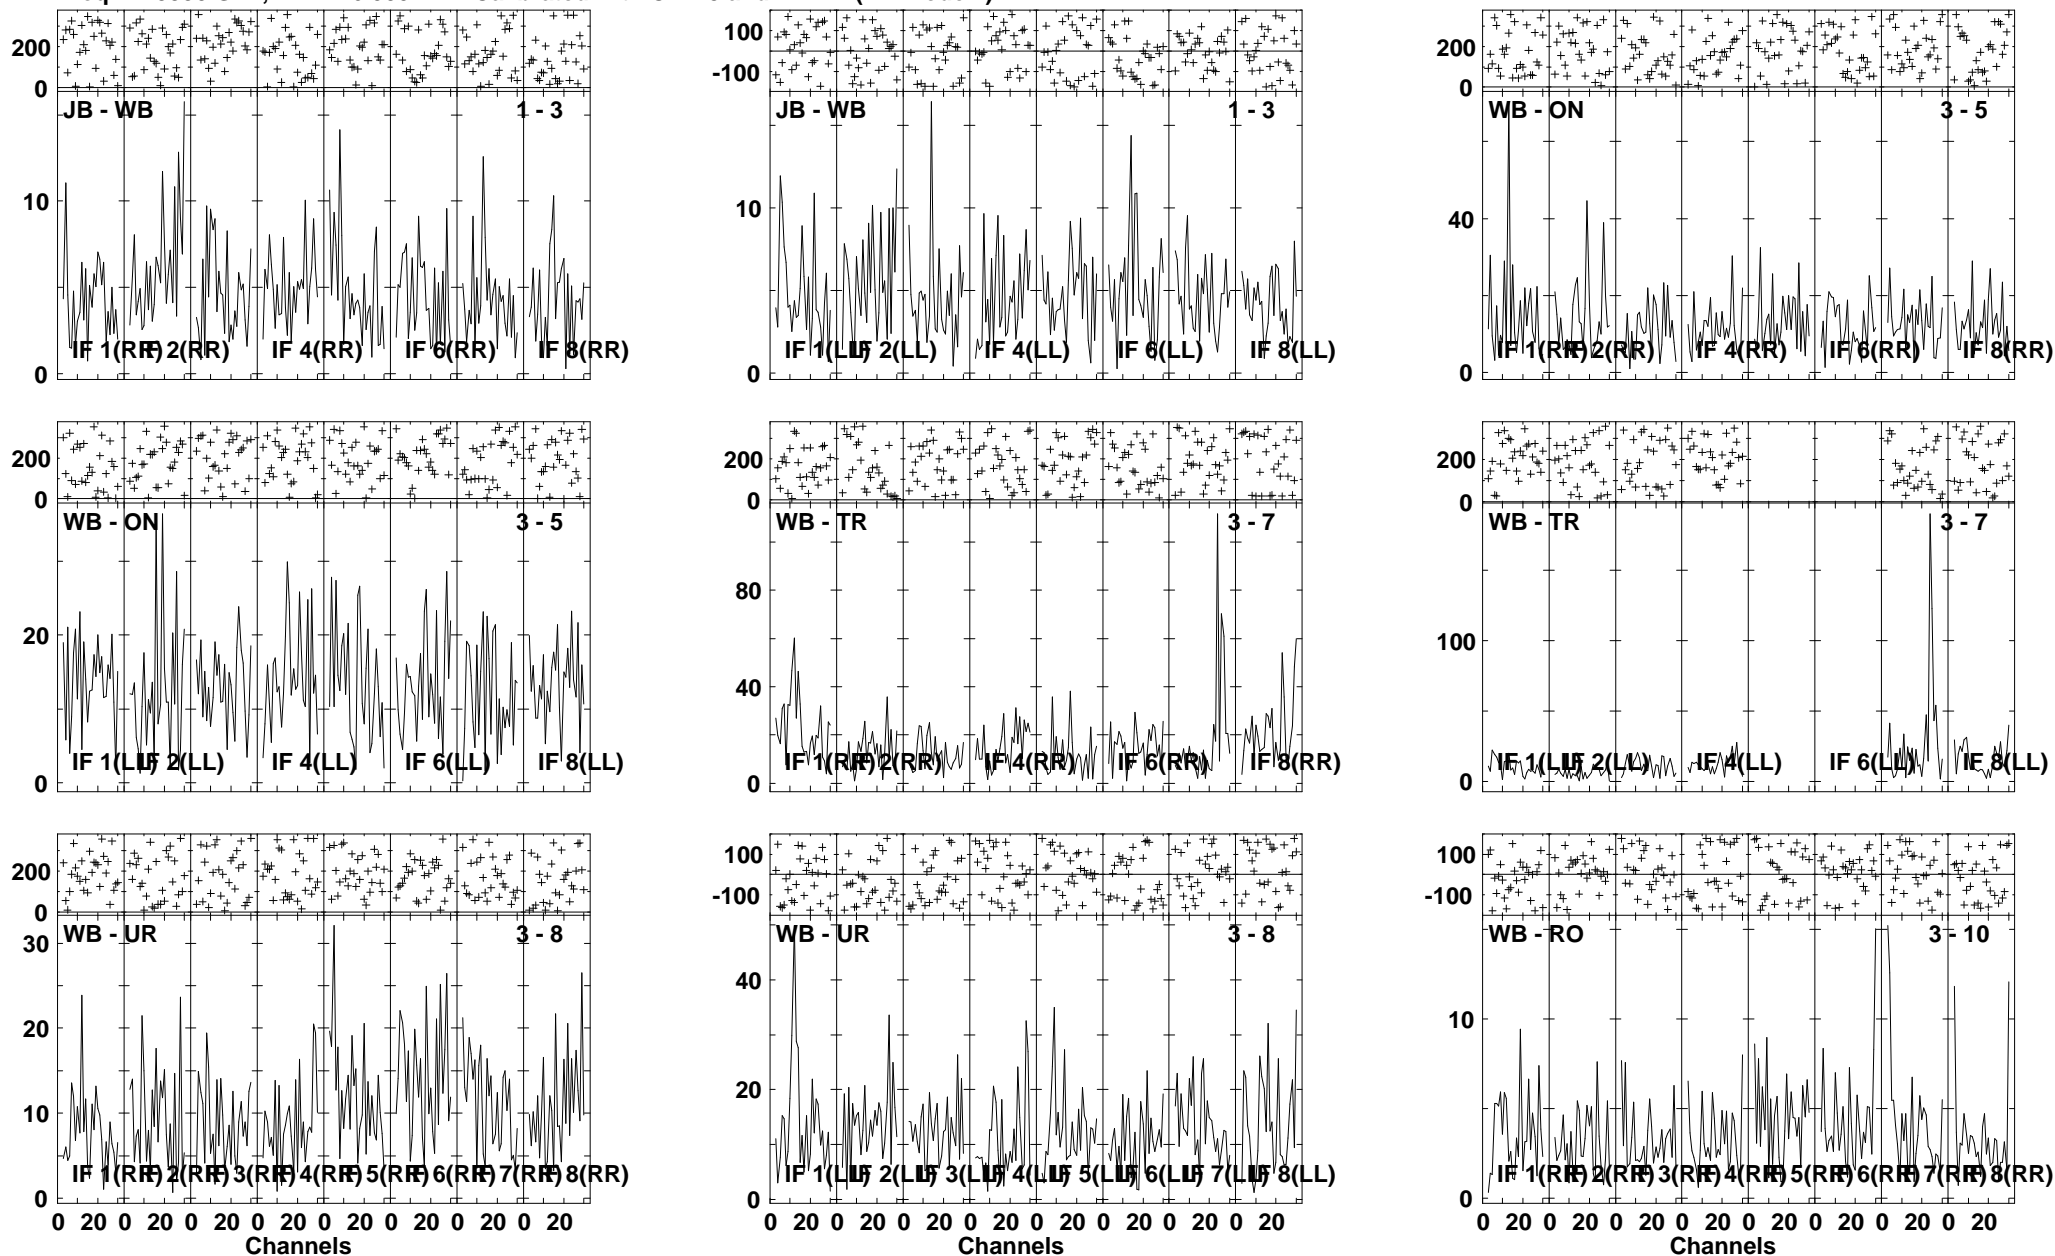 200
0
JB - WB 1 - 3
10
0
IF 1(RR) IF 2(RR) IF 4(RR) IF 6(RR) IF 8(RR)
100
-100
JB - WB 1 - 3
10
0
IF 1(LL) IF 2(LL) IF 4(LL) IF 6(LL) IF 8(LL)
200
0
WB - ON 3 - 5
40
0
IF 1(RR) IF 2(RR) IF 4(RR) IF 6(RR) IF 8(RR)
200
0
WB - ON 3 - 5
20
0
IF 1(LL) IF 2(LL) IF 4(LL) IF 6(LL) IF 8(LL)
200
0
WB - TR 3 - 7
80
40
0
IF 1(RR) IF 2(RR) IF 4(RR) IF 6(RR) IF 8(RR)
200
0
WB - TR 3 - 7
100
0
IF 1(LL) IF 2(LL) IF 4(LL) IF 6(LL) IF 8(LL)
200
0
WB - UR 3 - 8
30
20
10
0
IF 1(RR) IF 2(RR) IF 3(RR) IF 4(RR) IF 5(RR) IF 6(RR) IF 7(RR) IF 8(RR)
0 20 0 20 0 20 0 20 0 20 0 20 0 20 0 20
Channels
100
-100
WB - UR 3 - 8
40
20
0
IF 1(LL) IF 2(LL) IF 3(LL) IF 4(LL) IF 5(LL) IF 6(LL) IF 7(LL) IF 8(LL)
0 20 0 20 0 20 0 20 0 20 0 20 0 20 0 20
Channels
100
-100
WB - RO 3 - 10
10
0
IF 1(RR) IF 2(RR) IF 3(RR) IF 4(RR) IF 5(RR) IF 6(RR) IF 7(RR) IF 8(RR)
0 20 0 20 0 20 0 20 0 20 0 20 0 20 0 20
Channels